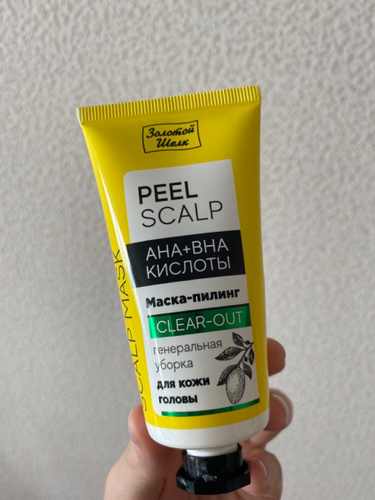 Золотой
Шелк
PEEL
SCALP
AHA+BHA
КИСЛОТЫ
Маска-пилинг
CLEAR-OUT
генеральная
уборка
для кожи
головы
SCALP MASK